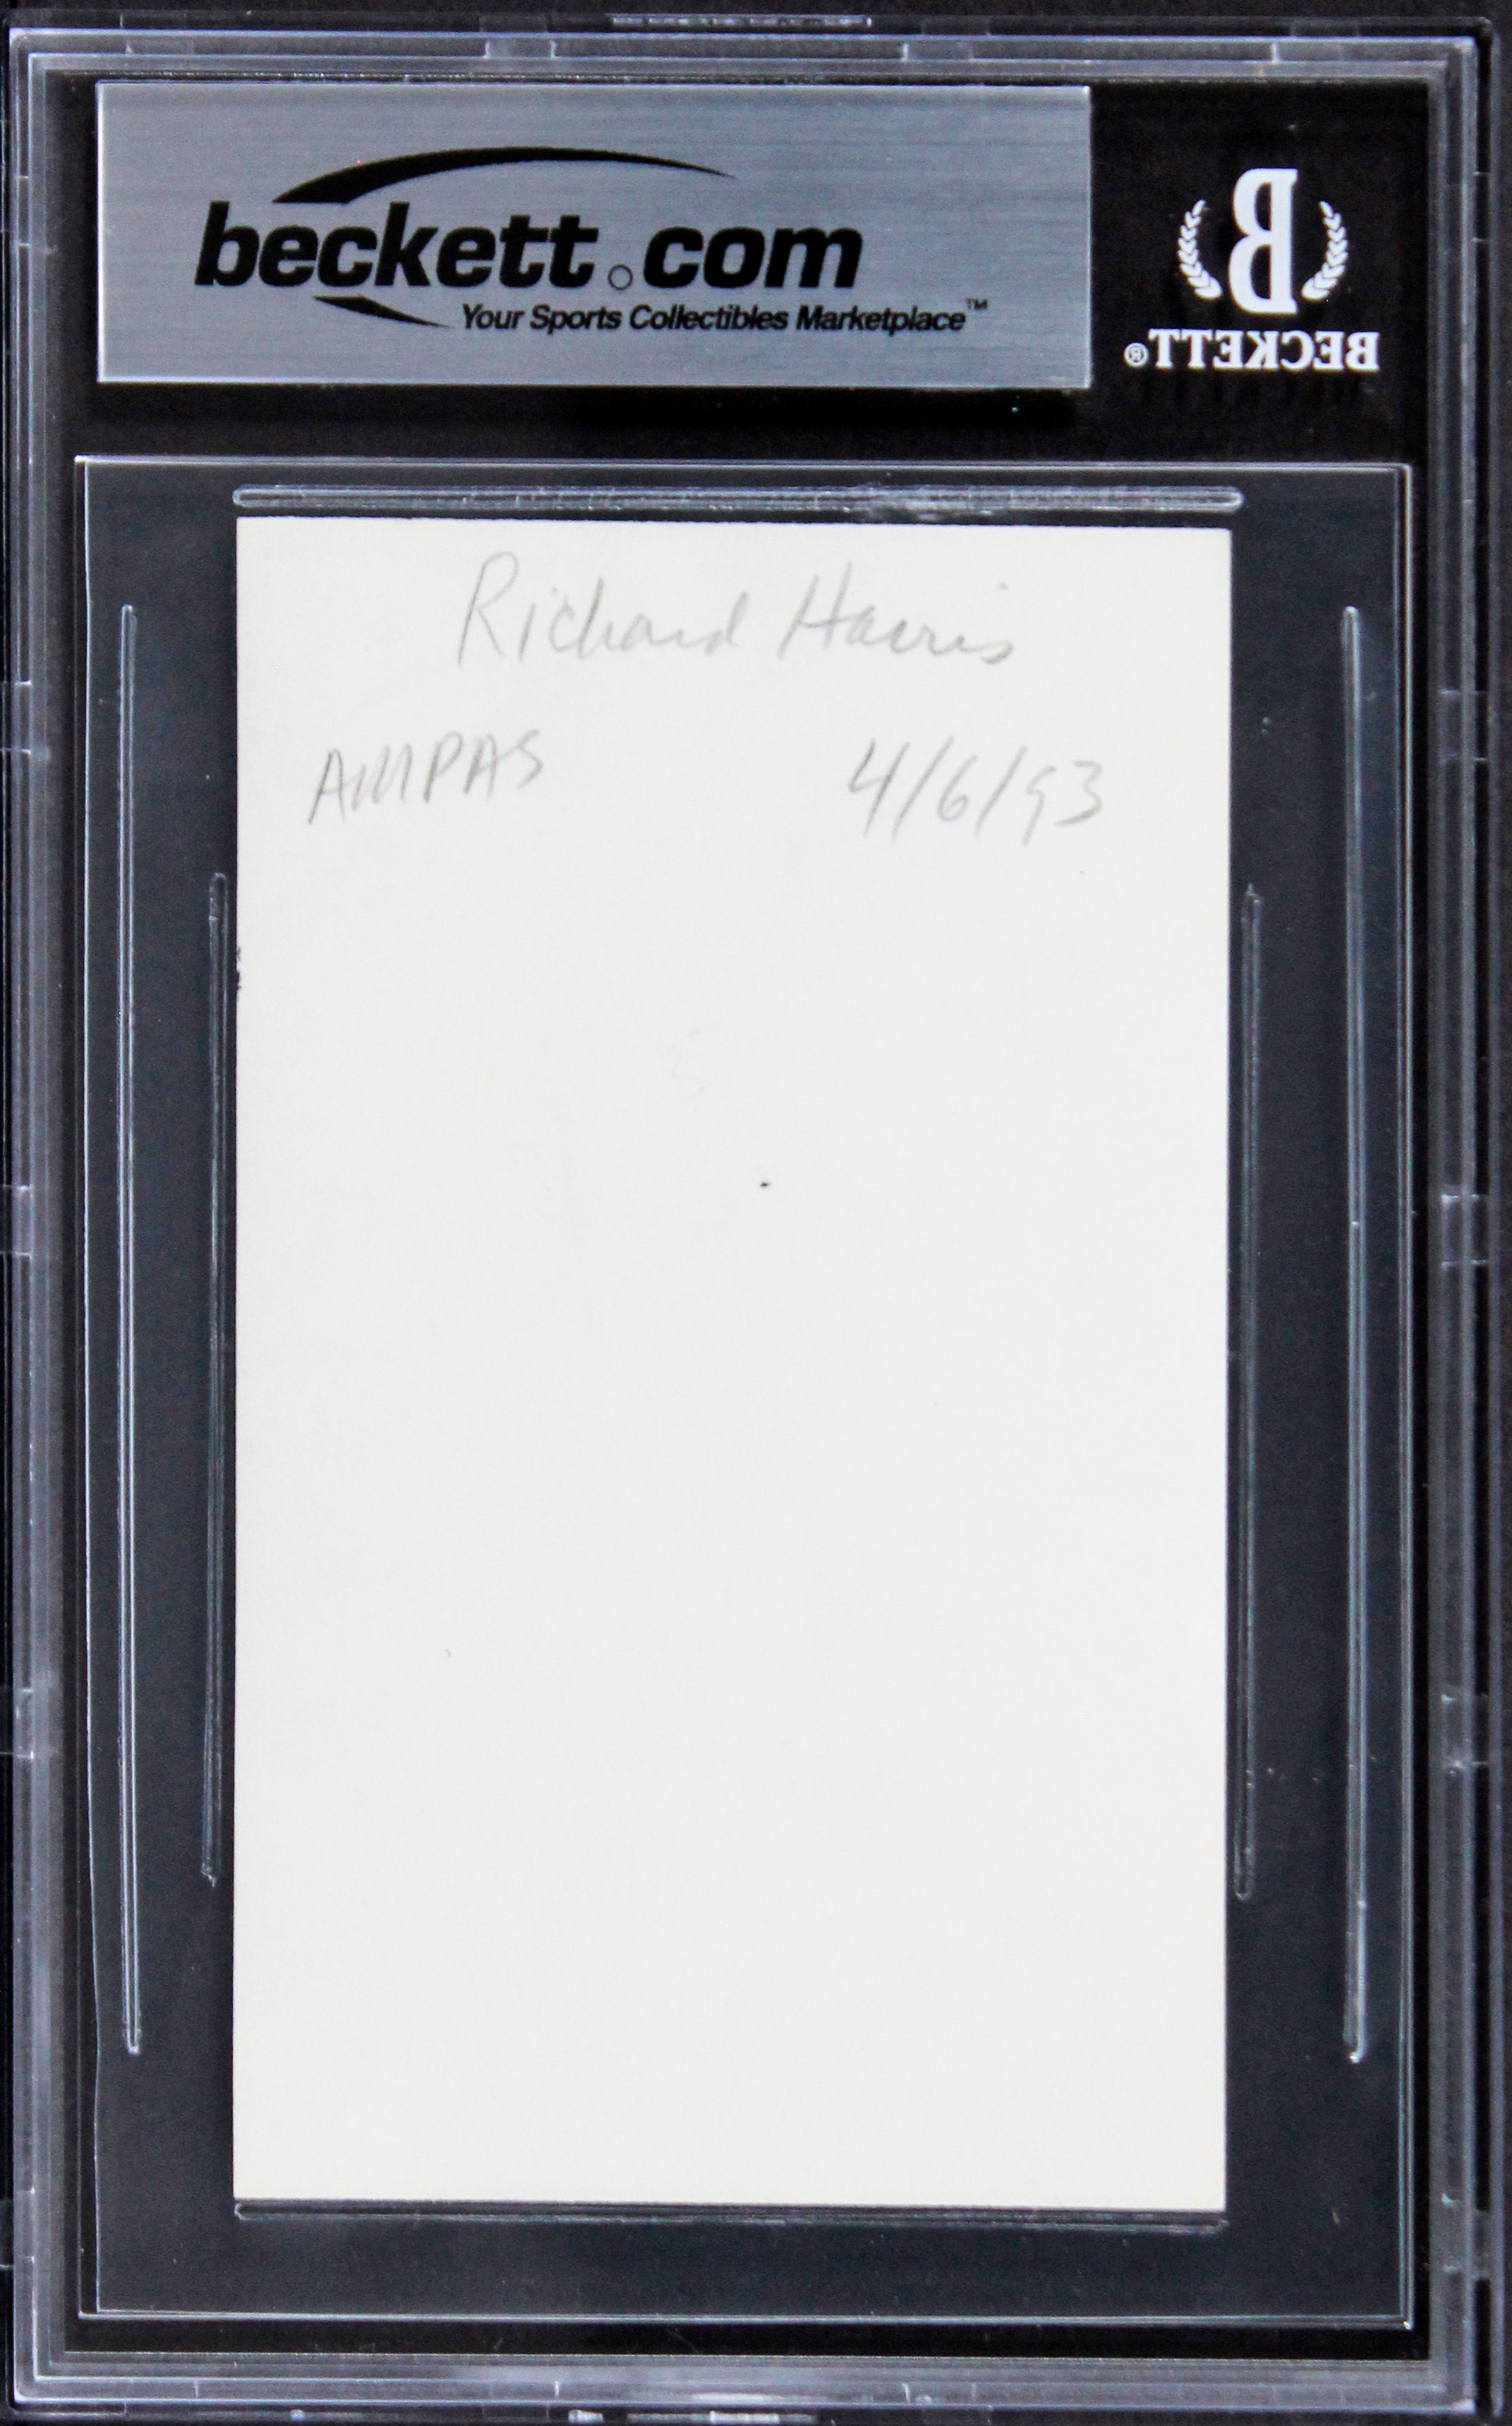 beckett.com
Your Sports Collectibles Marketplace™
B
BECKETT®
Richard Harris
AMPAS 4/6/93